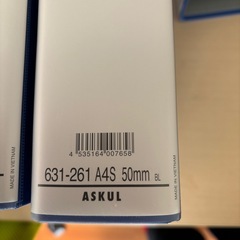 4 535164 007658
631-261 A4S 50mm BL
ASKUL
MADE IN VIETNAM
MADE IN VIETNAM